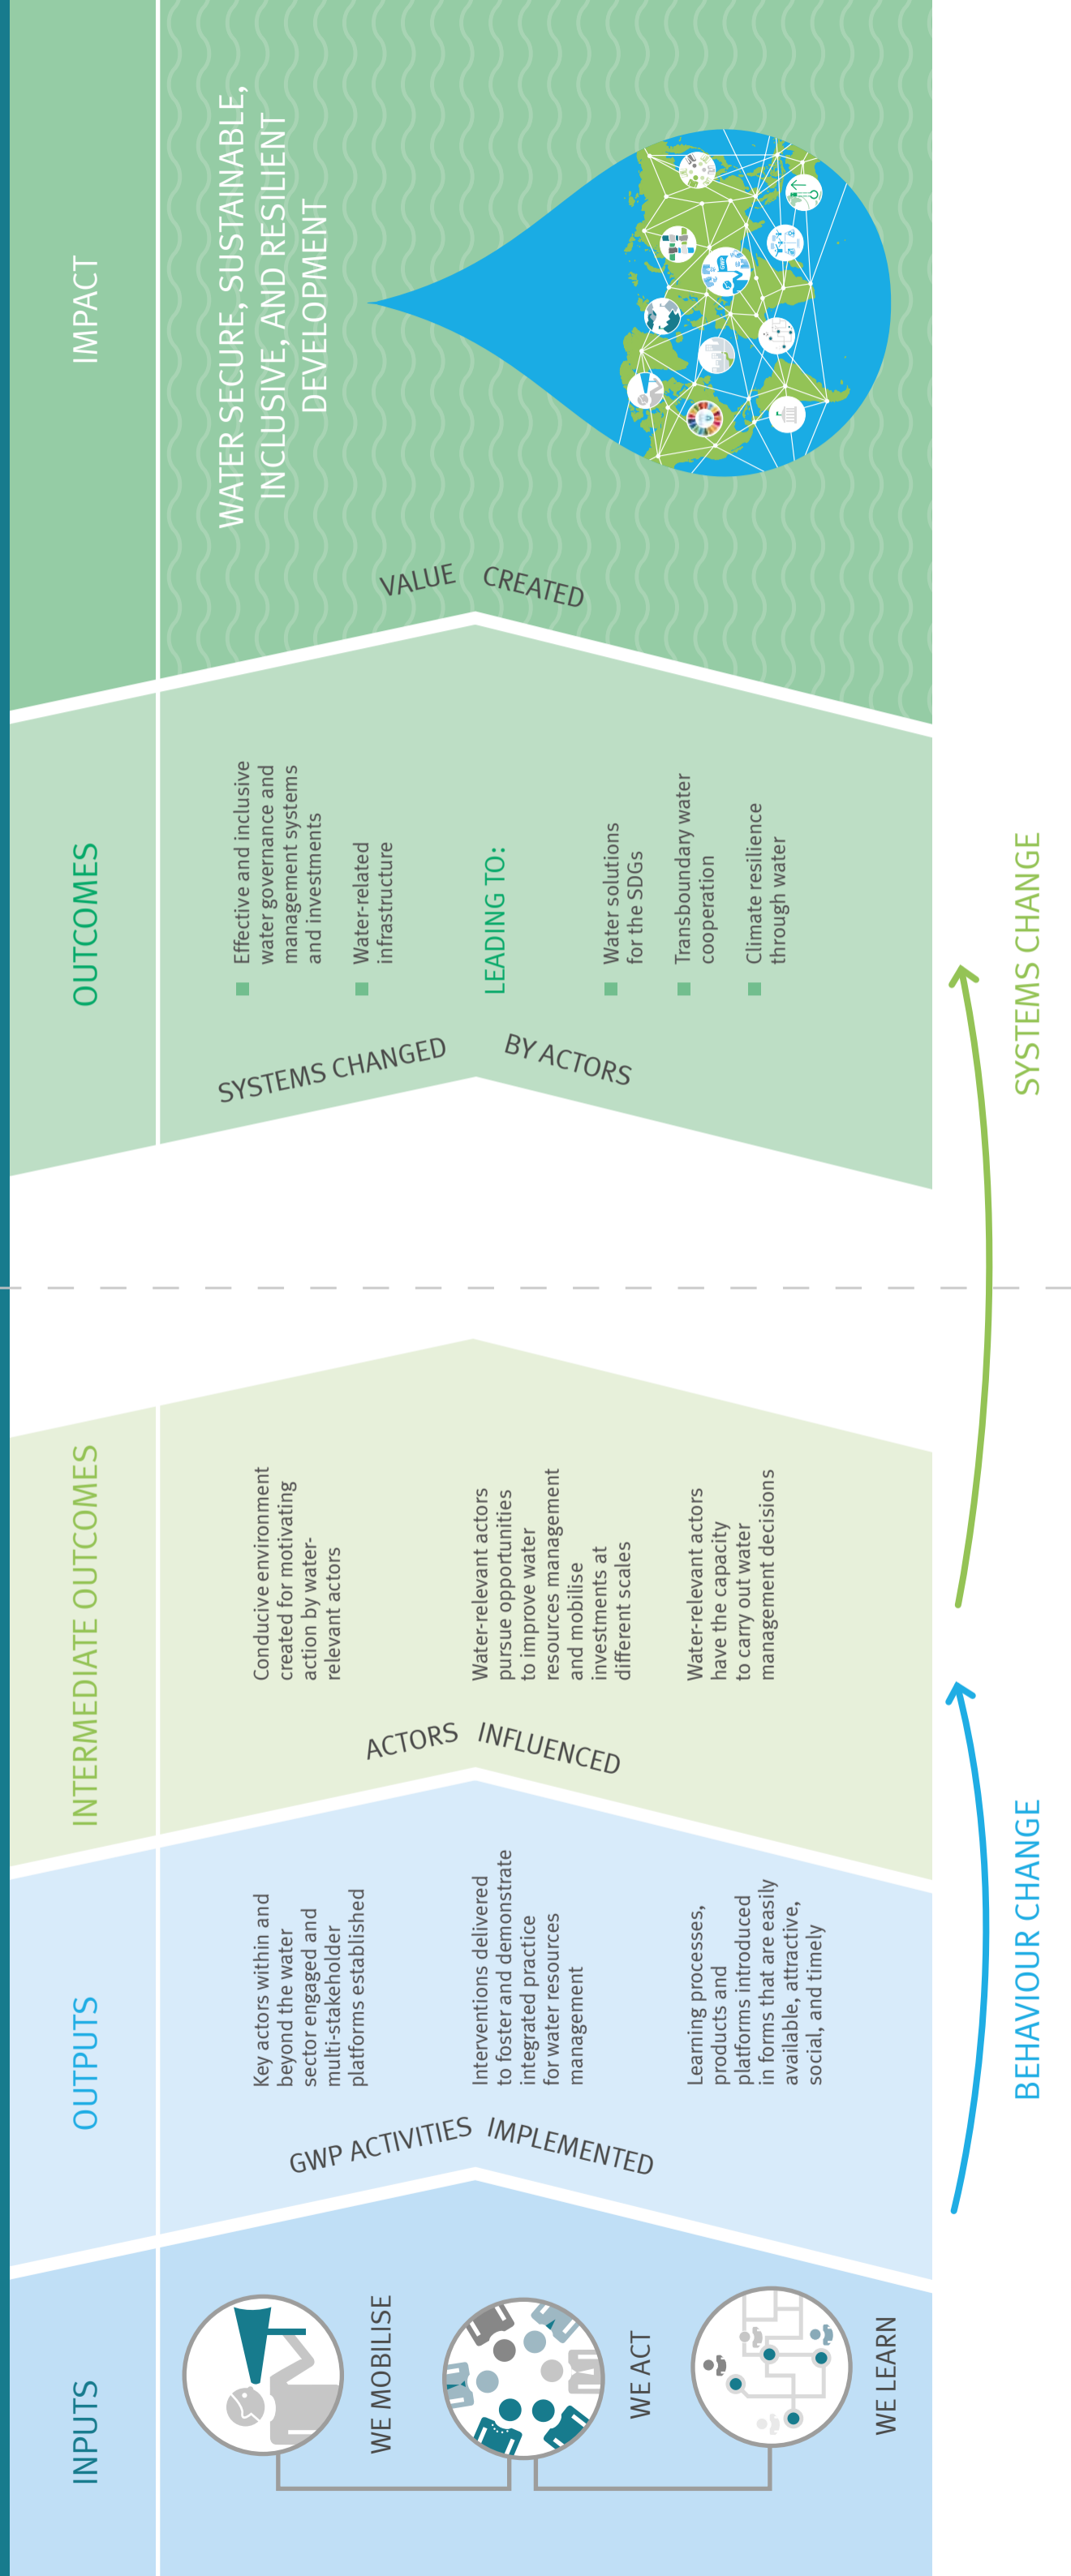 INPUTS
WE MOBILISE
WE ACT
WE LEARN
OUTPUTS
GWP ACTIVITIES IMPLEMENTED
Key actors within and
beyond the water
sector engaged and
multi-stakeholder
platforms established
Interventions delivered
to foster and demonstrate
integrated practice
for water resources
management
Learning processes,
products and
platforms introduced
in forms that are easily
available, attractive,
social, and timely
INTERMEDIATE OUTCOMES
ACTORS INFLUENCED
Conducive environment
created for motivating
action by water-
relevant actors
Water-relevant actors
pursue opportunities
to improve water
resources management
and mobilise
investments at
different scales
Water-relevant actors
have the capacity
to carry out water
management decisions
OUTCOMES
SYSTEMS CHANGED BY ACTORS
Effective and inclusive
water governance and
management systems
and investments
Water-related
infrastructure
LEADING TO:
Water solutions
for the SDGs
Transboundary water
cooperation
Climate resilience
through water
IMPACT
VALUE CREATED
WATER SECURE, SUSTAINABLE,
INCLUSIVE, AND RESILIENT
DEVELOPMENT
BEHAVIOUR CHANGE
SYSTEMS CHANGE